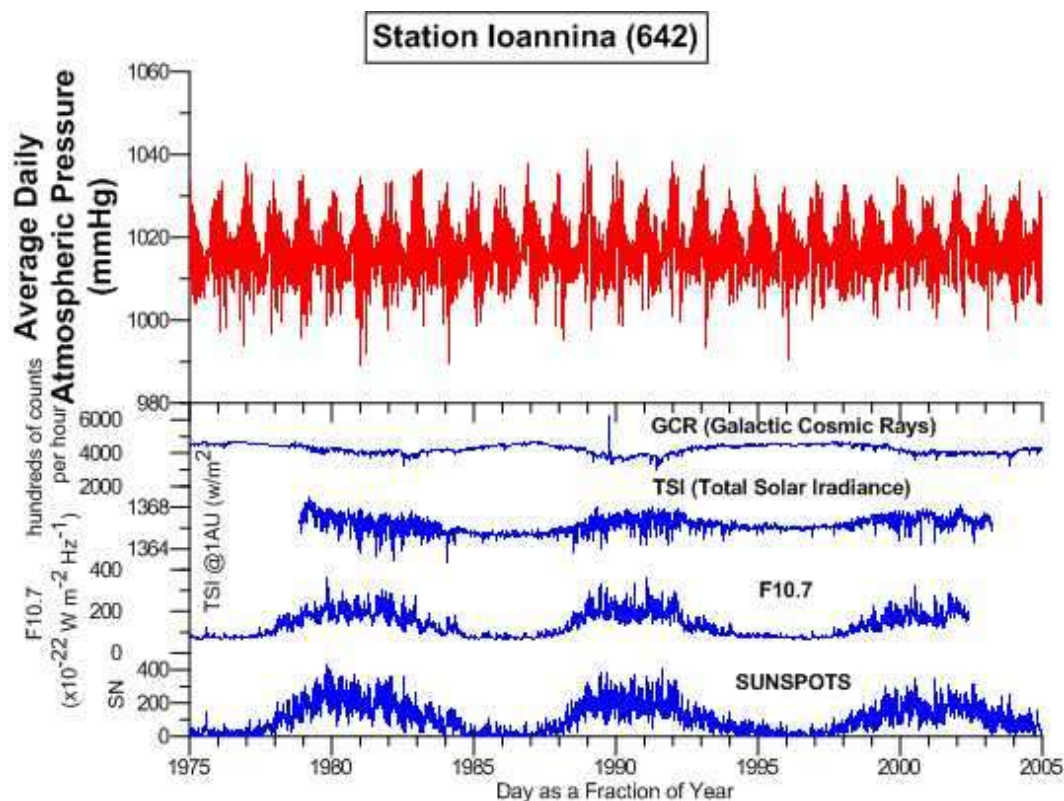 Station Ioannina (642)
Average Daily
Atmospheric Pressure
(mmHg)
1060
1040
1020
1000
980
hundreds of counts
per hour
6000
4000
2000
GCR (Galactic Cosmic Rays)
TSI @1AU (w/m²)
1368
1364
TSI (Total Solar Irradiance)
F10.7
(x10⁻²² W m⁻² Hz⁻¹)
400
200
0
F10.7
SN
400
200
0
SUNSPOTS
1975 1980 1985 1990 1995 2000 2005
Day as a Fraction of Year